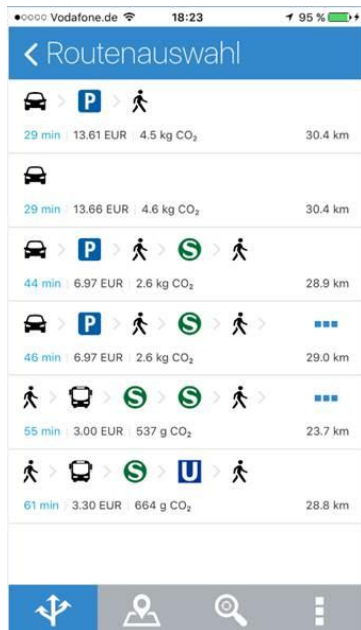 Vodafone.de 18:23 95 %
Routenauswahl
P
29 min 13.61 EUR 4.5 kg CO₂ 30.4 km
29 min 13.66 EUR 4.6 kg CO₂ 30.4 km
P S
44 min 6.97 EUR 2.6 kg CO₂ 28.9 km
P S
46 min 6.97 EUR 2.6 kg CO₂ 29.0 km
S S
55 min 3.00 EUR 537 g CO₂ 23.7 km
S U
61 min 3.30 EUR 664 g CO₂ 28.8 km